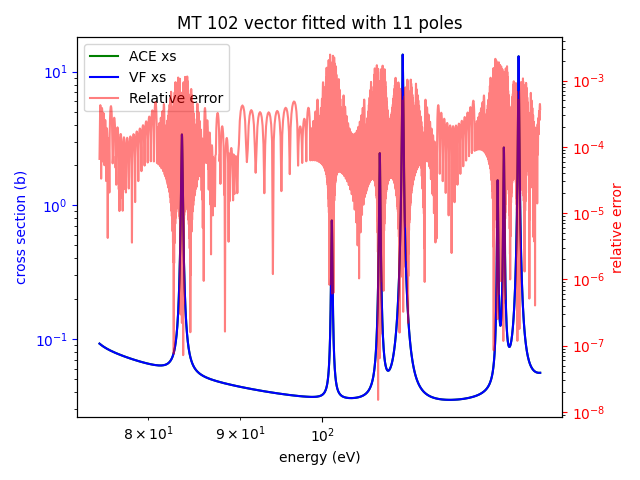 MT 102 vector fitted with 11 poles
ACE xs
VF xs
Relative error
cross section (b)
10¹
10⁰
10⁻¹
10⁻³
10⁻⁴
10⁻⁵
10⁻⁶
10⁻⁷
10⁻⁸
relative error
8 × 10¹
9 × 10¹
10²
energy (eV)